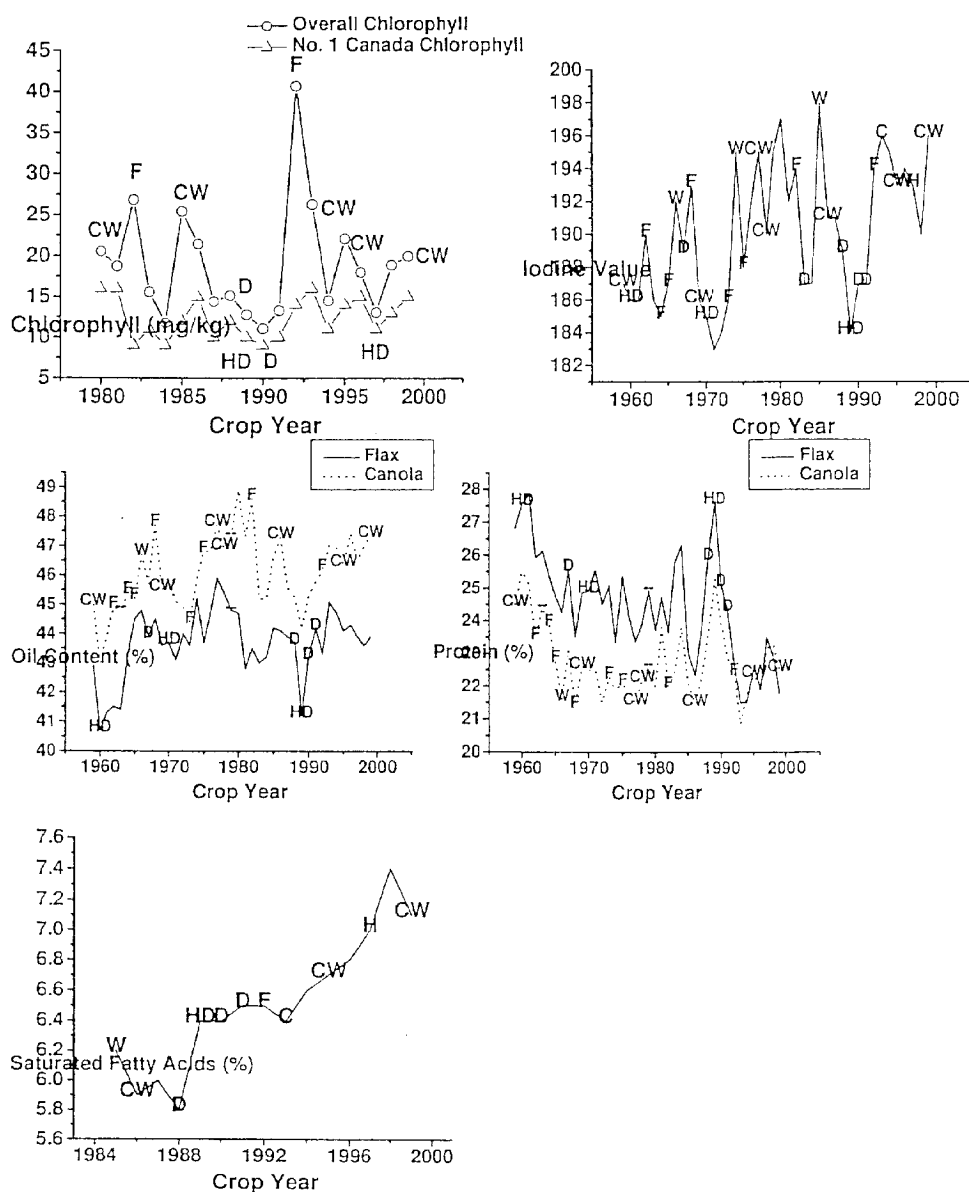 Overall Chlorophyll
No. 1 Canada Chlorophyll
45
40
35
30
25
20
15
10
5
F
F
CW
CW
CW
CW
CW
D
HD
D
HD
Chlorophyll (mg/kg)
1980 1985 1990 1995 2000
Crop Year
200
198
196
194
192
190
188
186
184
182
W
C CW
W CW
F F
F CW H
W F
F D CW CW D
F F
CW F D D
HD CW F
F D HD
Iodine Value
1960 1970 1980 1990 2000
Crop Year
Flax
Canola
49
48
47
46
45
44
43
42
41
40
F
F CW
CW
W F CW CW
F
CW F F CW
F F
D HD D D
D
HD HD
Oil Content (%)
1960 1970 1980 1990 2000
Crop Year
Flax
Canola
28
27
26
25
24
23
22
21
20
HD HD
D D
HD D D
CW D
F F
F CW F
F CW CW CW
W F F CW F CW
Protein (%)
1960 1970 1980 1990 2000
Crop Year
7.6
7.4
7.2
7.0
6.8
6.6
6.4
6.2
6.0
5.8
5.6
CW
H
CW
D F
HD D C
W
CW
D
Saturated Fatty Acids (%)
1984 1988 1992 1996 2000
Crop Year